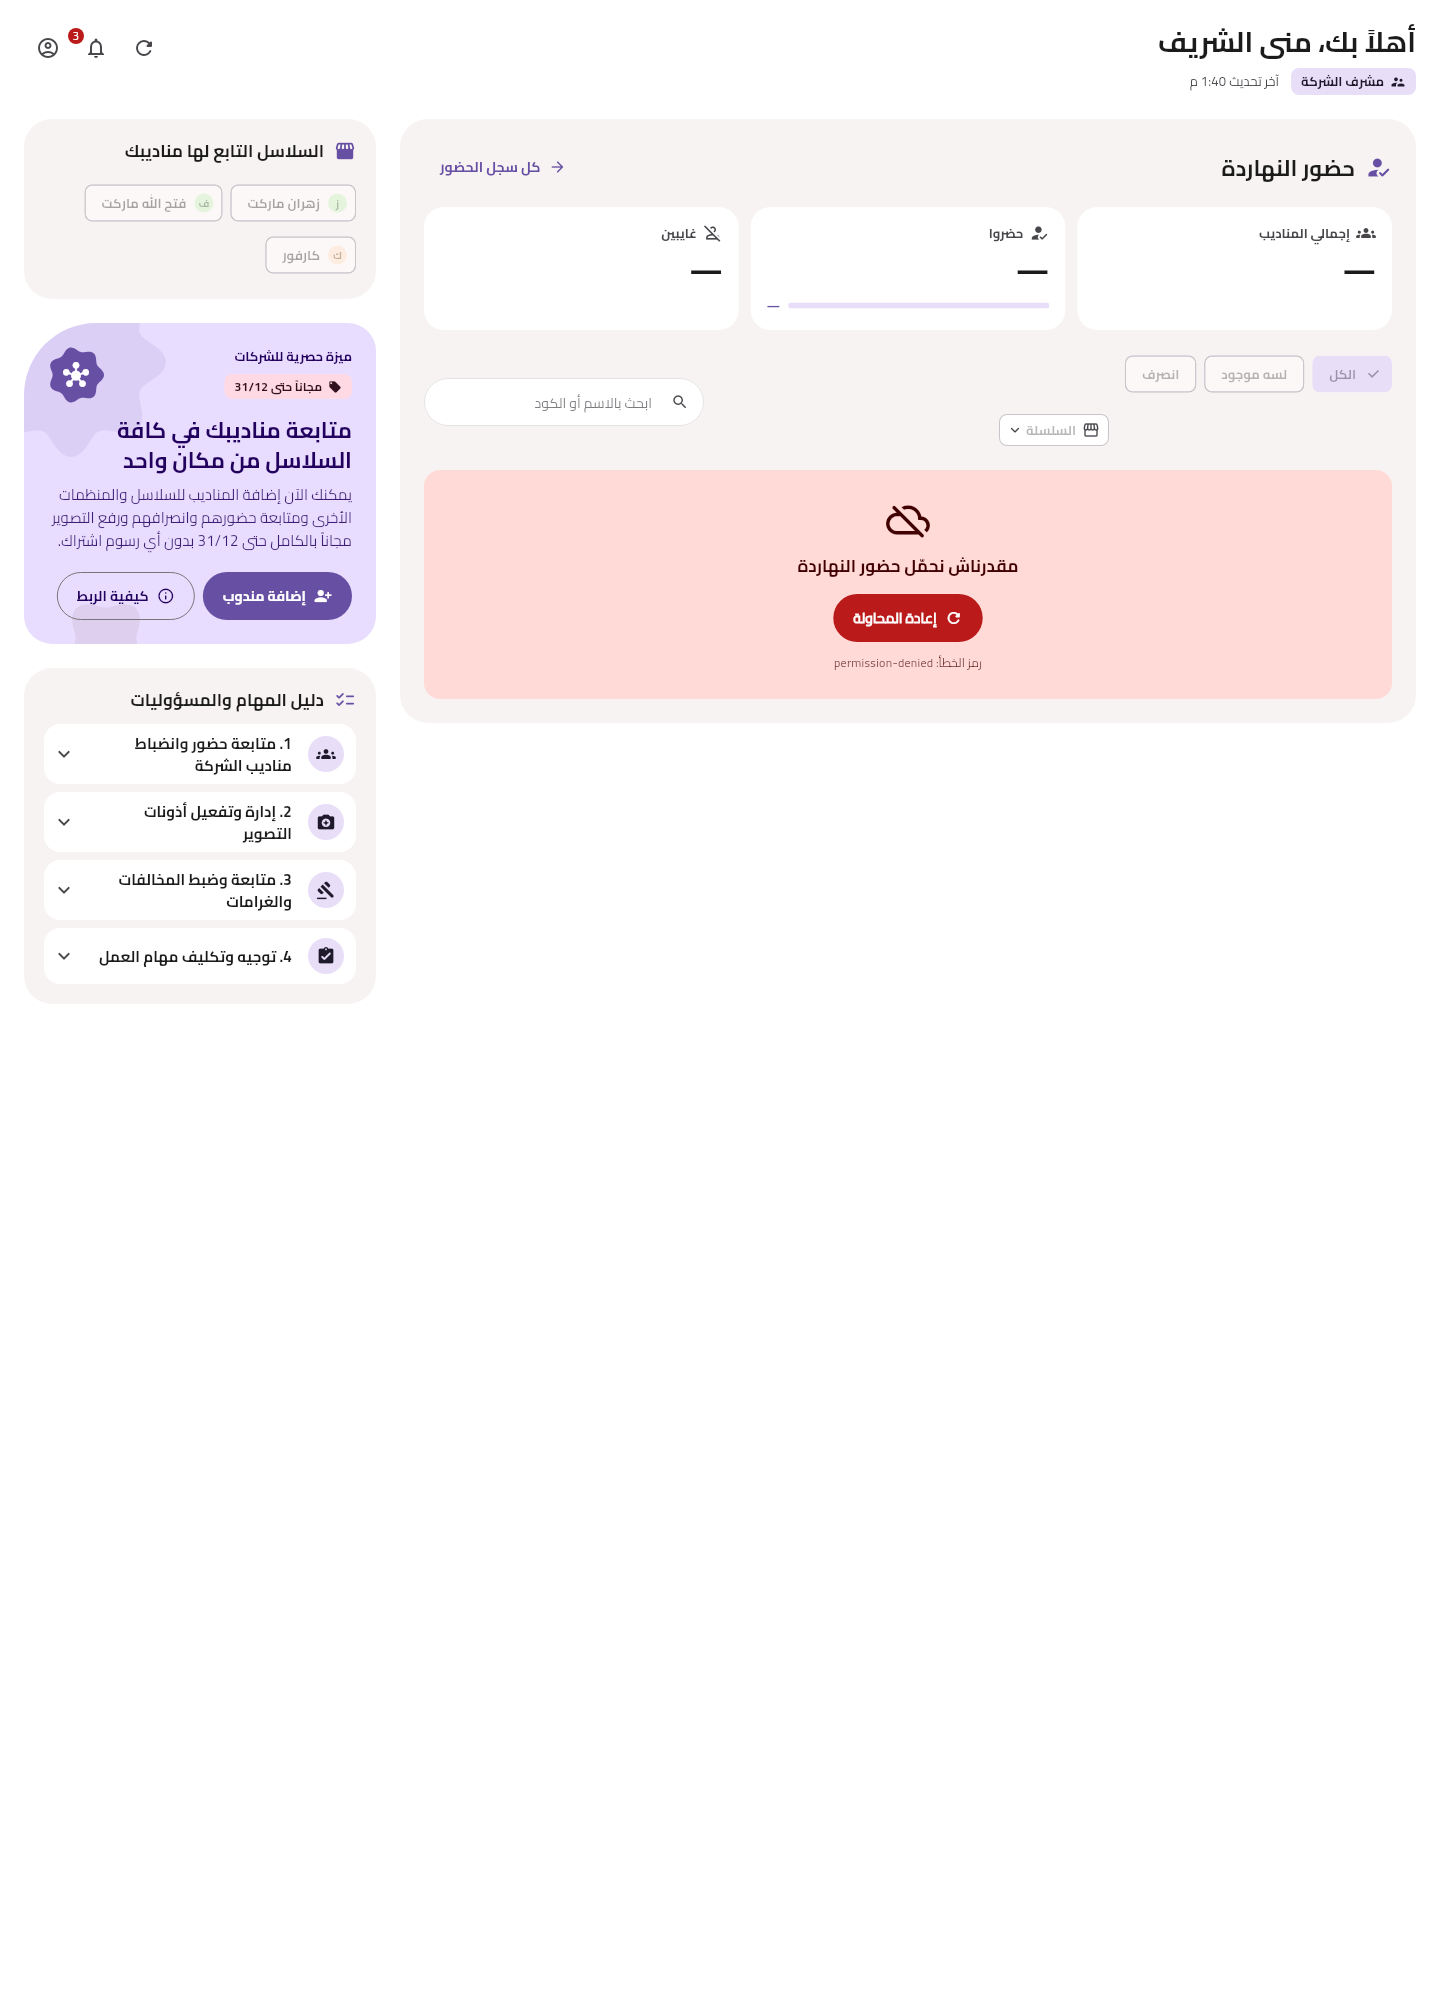 أهلاً بك، منى الشريف
مشرف الشركة
آخر تحديث 1:40 م
3
حضور النهاردة
كل سجل الحضور
إجمالي المناديب
—
حضروا
—
—
غايبين
—
الكل
لسه موجود
انصرف
السلسلة
ابحث بالاسم أو الكود
مقدرناش نحمّل حضور النهاردة
إعادة المحاولة
رمز الخطأ: permission-denied
السلاسل التابع لها مناديبك
ز زهران ماركت
ف فتح الله ماركت
ك كارفور
ميزة حصرية للشركات
مجاناً حتى 31/12
متابعة مناديبك في كافة
السلاسل من مكان واحد
يمكنك الآن إضافة المناديب للسلاسل والمنظمات
الأخرى ومتابعة حضورهم وانصرافهم ورفع التصوير
مجاناً بالكامل حتى 31/12 بدون أي رسوم اشتراك.
إضافة مندوب
كيفية الربط
دليل المهام والمسؤوليات
1. متابعة حضور وانضباط
مناديب الشركة
2. إدارة وتفعيل أذونات
التصوير
3. متابعة وضبط المخالفات
والغرامات
4. توجيه وتكليف مهام العمل